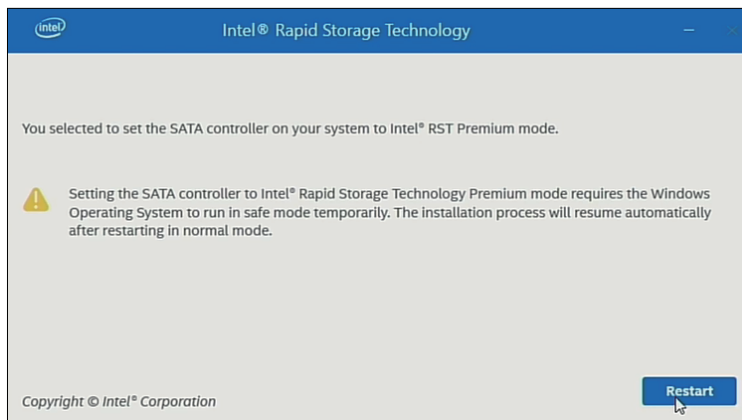 intel
Intel® Rapid Storage Technology
You selected to set the SATA controller on your system to Intel® RST Premium mode.
Setting the SATA controller to Intel® Rapid Storage Technology Premium mode requires the Windows
Operating System to run in safe mode temporarily. The installation process will resume automatically
after restarting in normal mode.
Restart
Copyright © Intel® Corporation